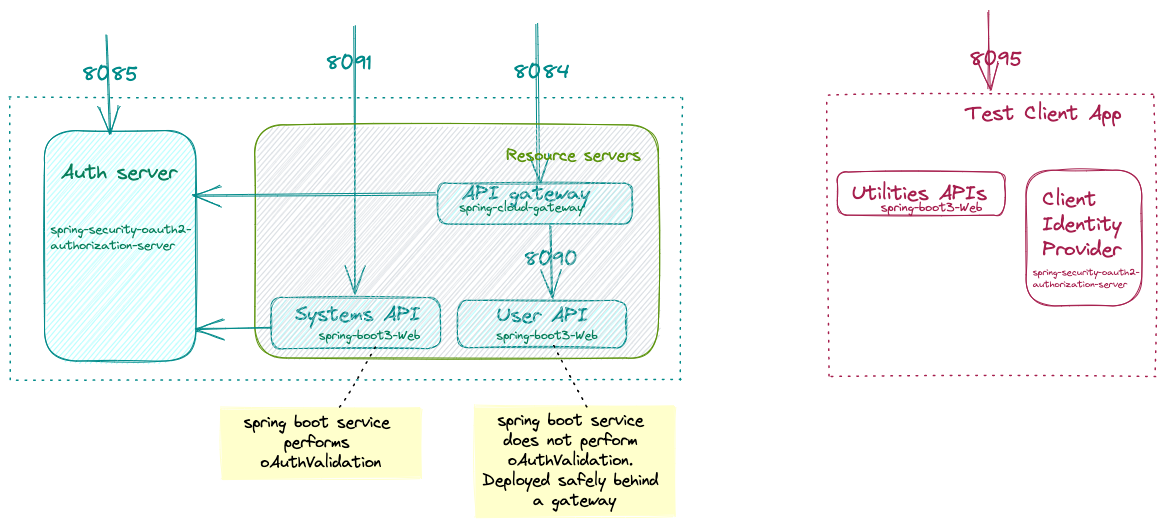 8085
8091
8084
8095
Test Client App
Resource servers
Auth server
spring-security-oauth2-
authorization-server
API gateway
spring-cloud-gateway
8090
Systems API
spring-boot3-Web
User API
spring-boot3-Web
Utilities APIs
spring-boot3-Web
Client
Identity
Provider
spring-security-oauth2-
authorization-server
spring boot service
performs
oAuthValidation
spring boot service
does not perform
oAuthValidation.
Deployed safely behind
a gateway